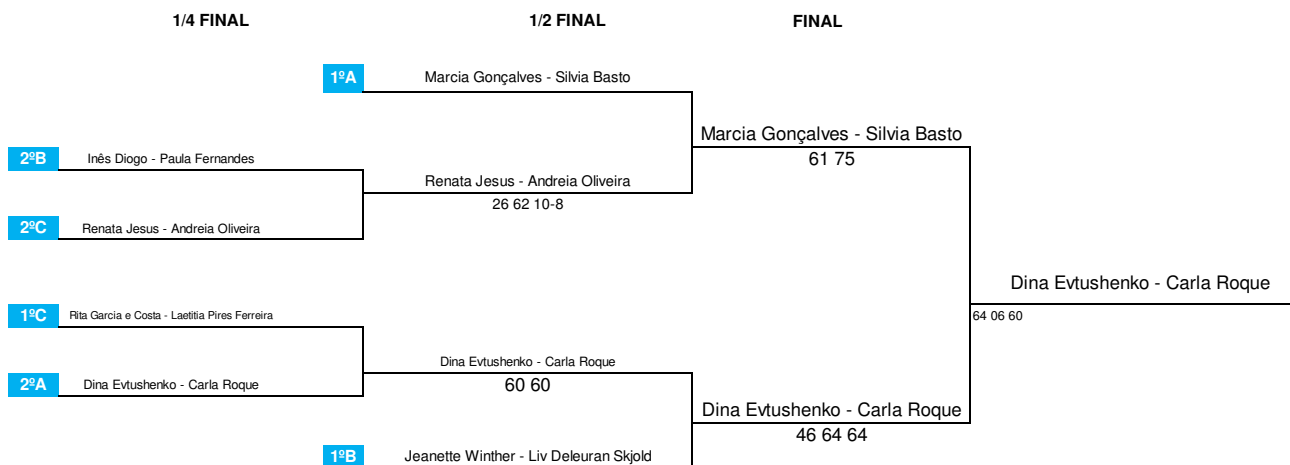 1/4 FINAL 1/2 FINAL FINAL
1ºA Marcia Gonçalves - Silvia Basto
Marcia Gonçalves - Silvia Basto
61 75
2ºB Inês Diogo - Paula Fernandes
Renata Jesus - Andreia Oliveira
26 62 10-8
2ºC Renata Jesus - Andreia Oliveira
Dina Evtushenko - Carla Roque
64 06 60
1ºC Rita Garcia e Costa - Laetitia Pires Ferreira
Dina Evtushenko - Carla Roque
60 60
2ºA Dina Evtushenko - Carla Roque
Dina Evtushenko - Carla Roque
46 64 64
1ºB Jeanette Winther - Liv Deleuran Skjold